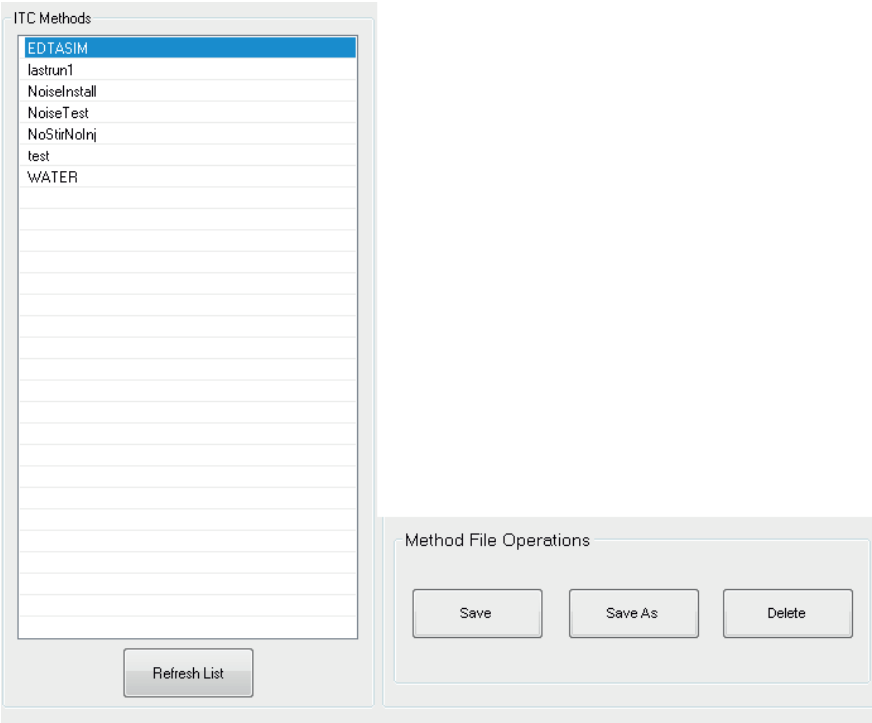 ITC Methods
EDTASIM
lastrun1
NoiseInstall
NoiseTest
NoStirNoInj
test
WATER
Refresh List
Method File Operations
Save
Save As
Delete